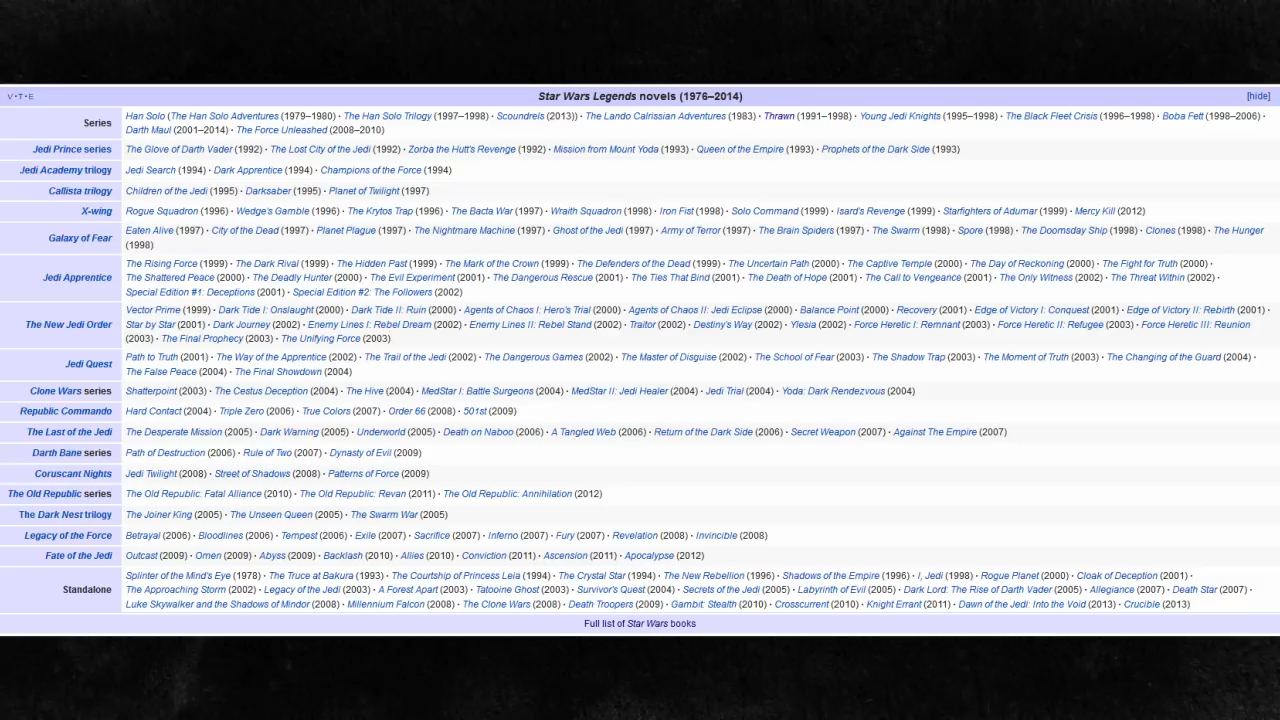 V·T·E
Star Wars Legends novels (1976–2014)
[hide]
Series
Han Solo (The Han Solo Adventures (1979–1980) · The Han Solo Trilogy (1997–1998) · Scoundrels (2013)) · The Lando Calrissian Adventures (1983) · Thrawn (1991–1998) · Young Jedi Knights (1995–1998) · The Black Fleet Crisis (1996–1998) · Boba Fett (1998–2006) ·
Darth Maul (2001–2014) · The Force Unleashed (2008–2010)
Jedi Prince series
The Glove of Darth Vader (1992) · The Lost City of the Jedi (1992) · Zorba the Hutt's Revenge (1992) · Mission from Mount Yoda (1993) · Queen of the Empire (1993) · Prophets of the Dark Side (1993)
Jedi Academy trilogy
Jedi Search (1994) · Dark Apprentice (1994) · Champions of the Force (1994)
Callista trilogy
Children of the Jedi (1995) · Darksaber (1995) · Planet of Twilight (1997)
X-wing
Rogue Squadron (1996) · Wedge's Gamble (1996) · The Krytos Trap (1996) · The Bacta War (1997) · Wraith Squadron (1998) · Iron Fist (1998) · Solo Command (1999) · Isard's Revenge (1999) · Starfighters of Adumar (1999) · Mercy Kill (2012)
Galaxy of Fear
Eaten Alive (1997) · City of the Dead (1997) · Planet Plague (1997) · The Nightmare Machine (1997) · Ghost of the Jedi (1997) · Army of Terror (1997) · The Brain Spiders (1997) · The Swarm (1998) · Spore (1998) · The Doomsday Ship (1998) · Clones (1998) · The Hunger
(1998)
Jedi Apprentice
The Rising Force (1999) · The Dark Rival (1999) · The Hidden Past (1999) · The Mark of the Crown (1999) · The Defenders of the Dead (1999) · The Uncertain Path (2000) · The Captive Temple (2000) · The Day of Reckoning (2000) · The Fight for Truth (2000) ·
The Shattered Peace (2000) · The Deadly Hunter (2000) · The Evil Experiment (2001) · The Dangerous Rescue (2001) · The Ties That Bind (2001) · The Death of Hope (2001) · The Call to Vengeance (2001) · The Only Witness (2002) · The Threat Within (2002) ·
Special Edition #1: Deceptions (2001) · Special Edition #2: The Followers (2002)
The New Jedi Order
Vector Prime (1999) · Dark Tide I: Onslaught (2000) · Dark Tide II: Ruin (2000) · Agents of Chaos I: Hero's Trial (2000) · Agents of Chaos II: Jedi Eclipse (2000) · Balance Point (2000) · Recovery (2001) · Edge of Victory I: Conquest (2001) · Edge of Victory II: Rebirth (2001) ·
Star by Star (2001) · Dark Journey (2002) · Enemy Lines I: Rebel Dream (2002) · Enemy Lines II: Rebel Stand (2002) · Traitor (2002) · Destiny's Way (2002) · Ylesia (2002) · Force Heretic I: Remnant (2003) · Force Heretic II: Refugee (2003) · Force Heretic III: Reunion
(2003) · The Final Prophecy (2003) · The Unifying Force (2003)
Jedi Quest
Path to Truth (2001) · The Way of the Apprentice (2002) · The Trail of the Jedi (2002) · The Dangerous Games (2002) · The Master of Disguise (2002) · The School of Fear (2003) · The Shadow Trap (2003) · The Moment of Truth (2003) · The Changing of the Guard (2004) ·
The False Peace (2004) · The Final Showdown (2004)
Clone Wars series
Shatterpoint (2003) · The Cestus Deception (2004) · The Hive (2004) · MedStar I: Battle Surgeons (2004) · MedStar II: Jedi Healer (2004) · Jedi Trial (2004) · Yoda: Dark Rendezvous (2004)
Republic Commando
Hard Contact (2004) · Triple Zero (2006) · True Colors (2007) · Order 66 (2008) · 501st (2009)
The Last of the Jedi
The Desperate Mission (2005) · Dark Warning (2005) · Underworld (2005) · Death on Naboo (2006) · A Tangled Web (2006) · Return of the Dark Side (2006) · Secret Weapon (2007) · Against The Empire (2007)
Darth Bane series
Path of Destruction (2006) · Rule of Two (2007) · Dynasty of Evil (2009)
Coruscant Nights
Jedi Twilight (2008) · Street of Shadows (2008) · Patterns of Force (2009)
The Old Republic series
The Old Republic: Fatal Alliance (2010) · The Old Republic: Revan (2011) · The Old Republic: Annihilation (2012)
The Dark Nest trilogy
The Joiner King (2005) · The Unseen Queen (2005) · The Swarm War (2005)
Legacy of the Force
Betrayal (2006) · Bloodlines (2006) · Tempest (2006) · Exile (2007) · Sacrifice (2007) · Inferno (2007) · Fury (2007) · Revelation (2008) · Invincible (2008)
Fate of the Jedi
Outcast (2009) · Omen (2009) · Abyss (2009) · Backlash (2010) · Allies (2010) · Conviction (2011) · Ascension (2011) · Apocalypse (2012)
Standalone
Splinter of the Mind's Eye (1978) · The Truce at Bakura (1993) · The Courtship of Princess Leia (1994) · The Crystal Star (1994) · The New Rebellion (1996) · Shadows of the Empire (1996) · I, Jedi (1998) · Rogue Planet (2000) · Cloak of Deception (2001) ·
The Approaching Storm (2002) · Legacy of the Jedi (2003) · A Forest Apart (2003) · Tatooine Ghost (2003) · Survivor's Quest (2004) · Secrets of the Jedi (2005) · Labyrinth of Evil (2005) · Dark Lord: The Rise of Darth Vader (2005) · Allegiance (2007) · Death Star (2007) ·
Luke Skywalker and the Shadows of Mindor (2008) · Millennium Falcon (2008) · The Clone Wars (2008) · Death Troopers (2009) · Gambit: Stealth (2010) · Crosscurrent (2010) · Knight Errant (2011) · Dawn of the Jedi: Into the Void (2013) · Crucible (2013)
Full list of Star Wars books